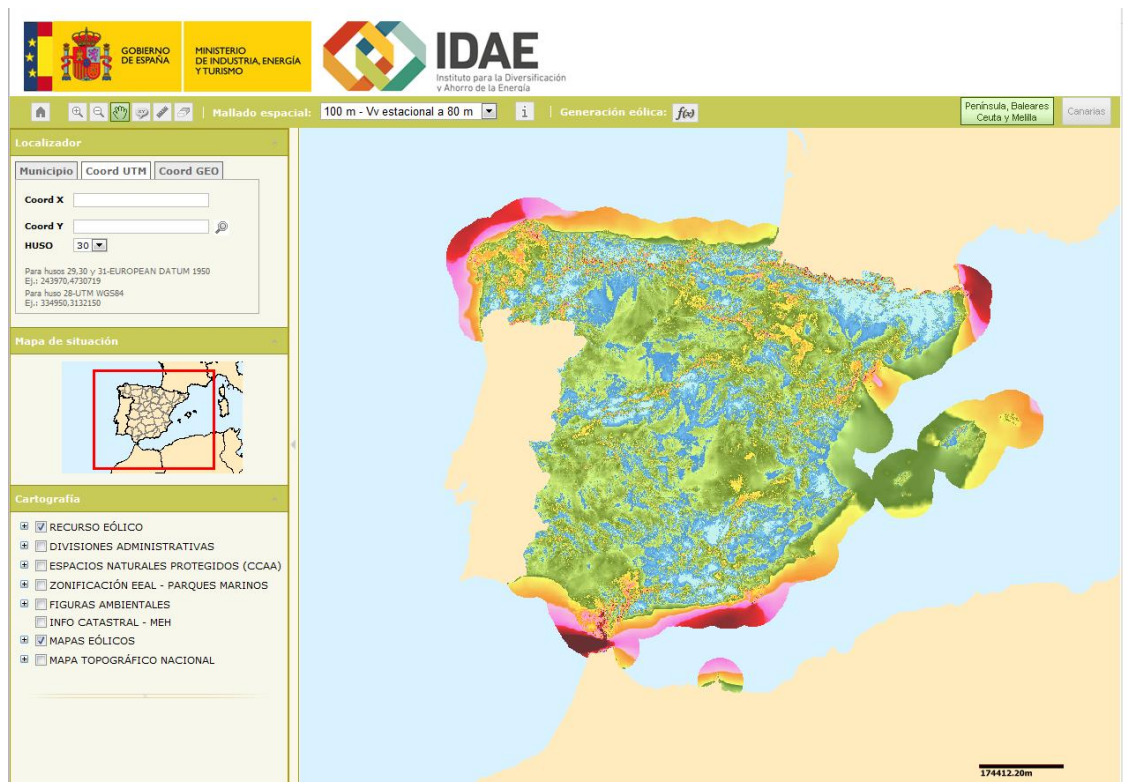 GOBIERNO
DE ESPAÑA
MINISTERIO
DE INDUSTRIA, ENERGÍA
Y TURISMO
IDAE
Instituto para la Diversificación
y Ahorro de la Energía
Mallado espacial: 100 m - Vv estacional a 80 m i Generación eólica: f(x)
Península, Baleares
Ceuta y Melilla
Canarias
Localizador
Municipio Coord UTM Coord GEO
Coord X
Coord Y
HUSO 30
Para husos 29,30 y 31-EUROPEAN DATUM 1950
Ej.: 243970,4730719
Para huso 28-UTM WGS84
Ej.: 334950,3132150
Mapa de situación
Cartografía
RECURSO EÓLICO
DIVISIONES ADMINISTRATIVAS
ESPACIOS NATURALES PROTEGIDOS (CCAA)
ZONIFICACIÓN EEAL - PARQUES MARINOS
FIGURAS AMBIENTALES
INFO CATASTRAL - MEH
MAPAS EÓLICOS
MAPA TOPOGRÁFICO NACIONAL
174412.20m